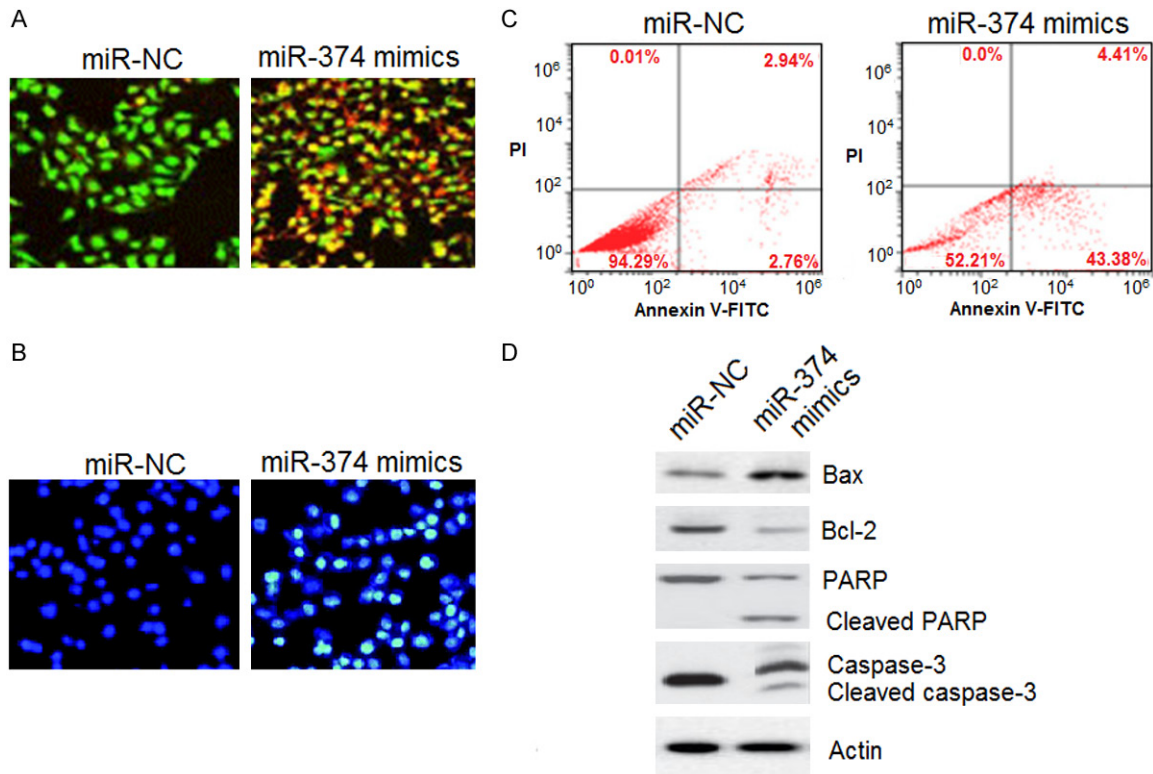 A
miR-NC
miR-374 mimics
B
miR-NC
miR-374 mimics
C
miR-NC
miR-374 mimics
0.01%
2.94%
94.29%
2.76%
10⁶
10⁴
PI
10²
10⁰
10⁰
10²
10⁴
10⁶
Annexin V-FITC
0.0%
4.41%
52.21%
43.38%
10⁶
10⁴
PI
10²
10⁰
10⁰
10²
10⁴
10⁶
Annexin V-FITC
D
miR-NC
miR-374
mimics
Bax
Bcl-2
PARP
Cleaved PARP
Caspase-3
Cleaved caspase-3
Actin